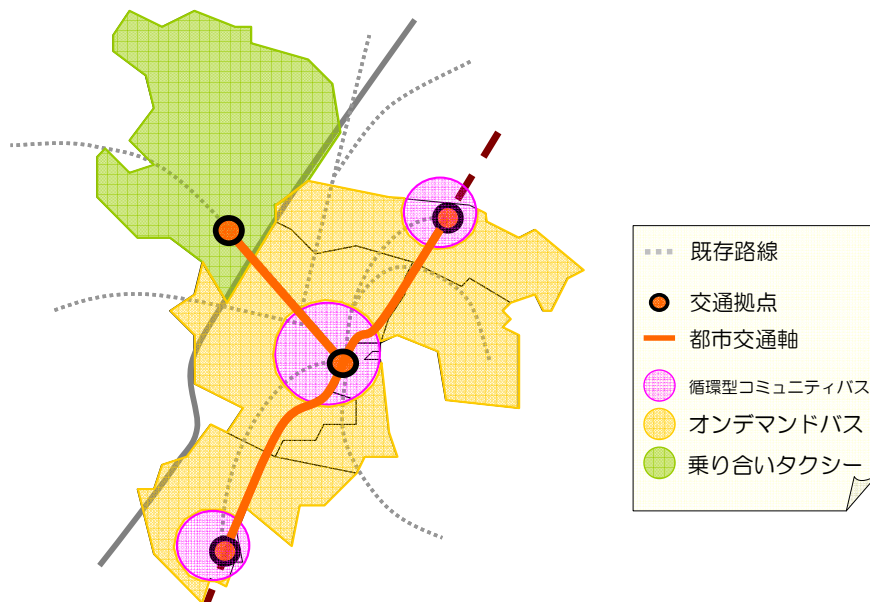 既存路線
交通拠点
都市交通軸
循環型コミュニティバス
オンデマンドバス
乗り合いタクシー